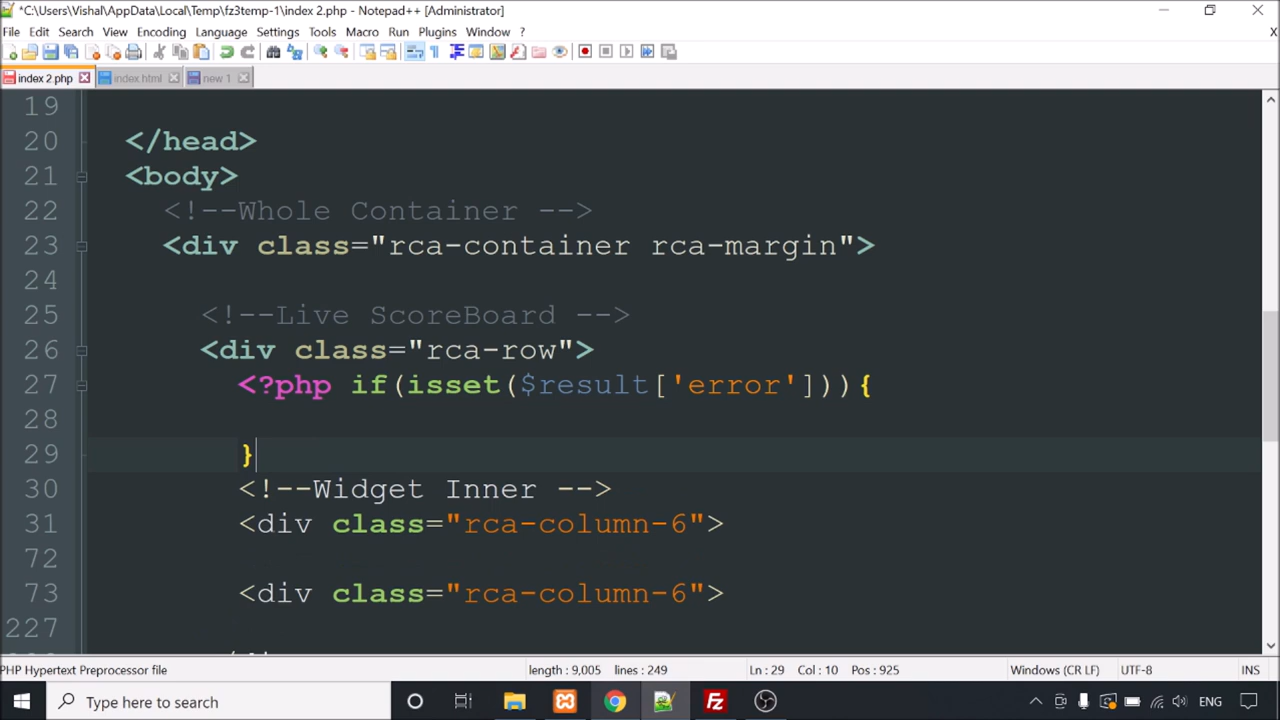 *C:\Users\Vishal\AppData\Local\Temp\fz3temp-1\index 2.php - Notepad++ [Administrator]
File Edit Search View Encoding Language Settings Tools Macro Run Plugins Window ? X
index 2.php index.html new 1
19
20 </head>
21 <body>
22 <!--Whole Container -->
23 <div class="rca-container rca-margin">
24
25 <!--Live ScoreBoard -->
26 <div class="rca-row">
27 <?php if(isset($result['error'])){
28
29 }
30 <!--Widget Inner -->
31 <div class="rca-column-6">
72
73 <div class="rca-column-6">
227
PHP Hypertext Preprocessor file length : 9,005 lines : 249 Ln : 29 Col : 10 Pos : 925 Windows (CR LF) UTF-8 INS
Type here to search ENG